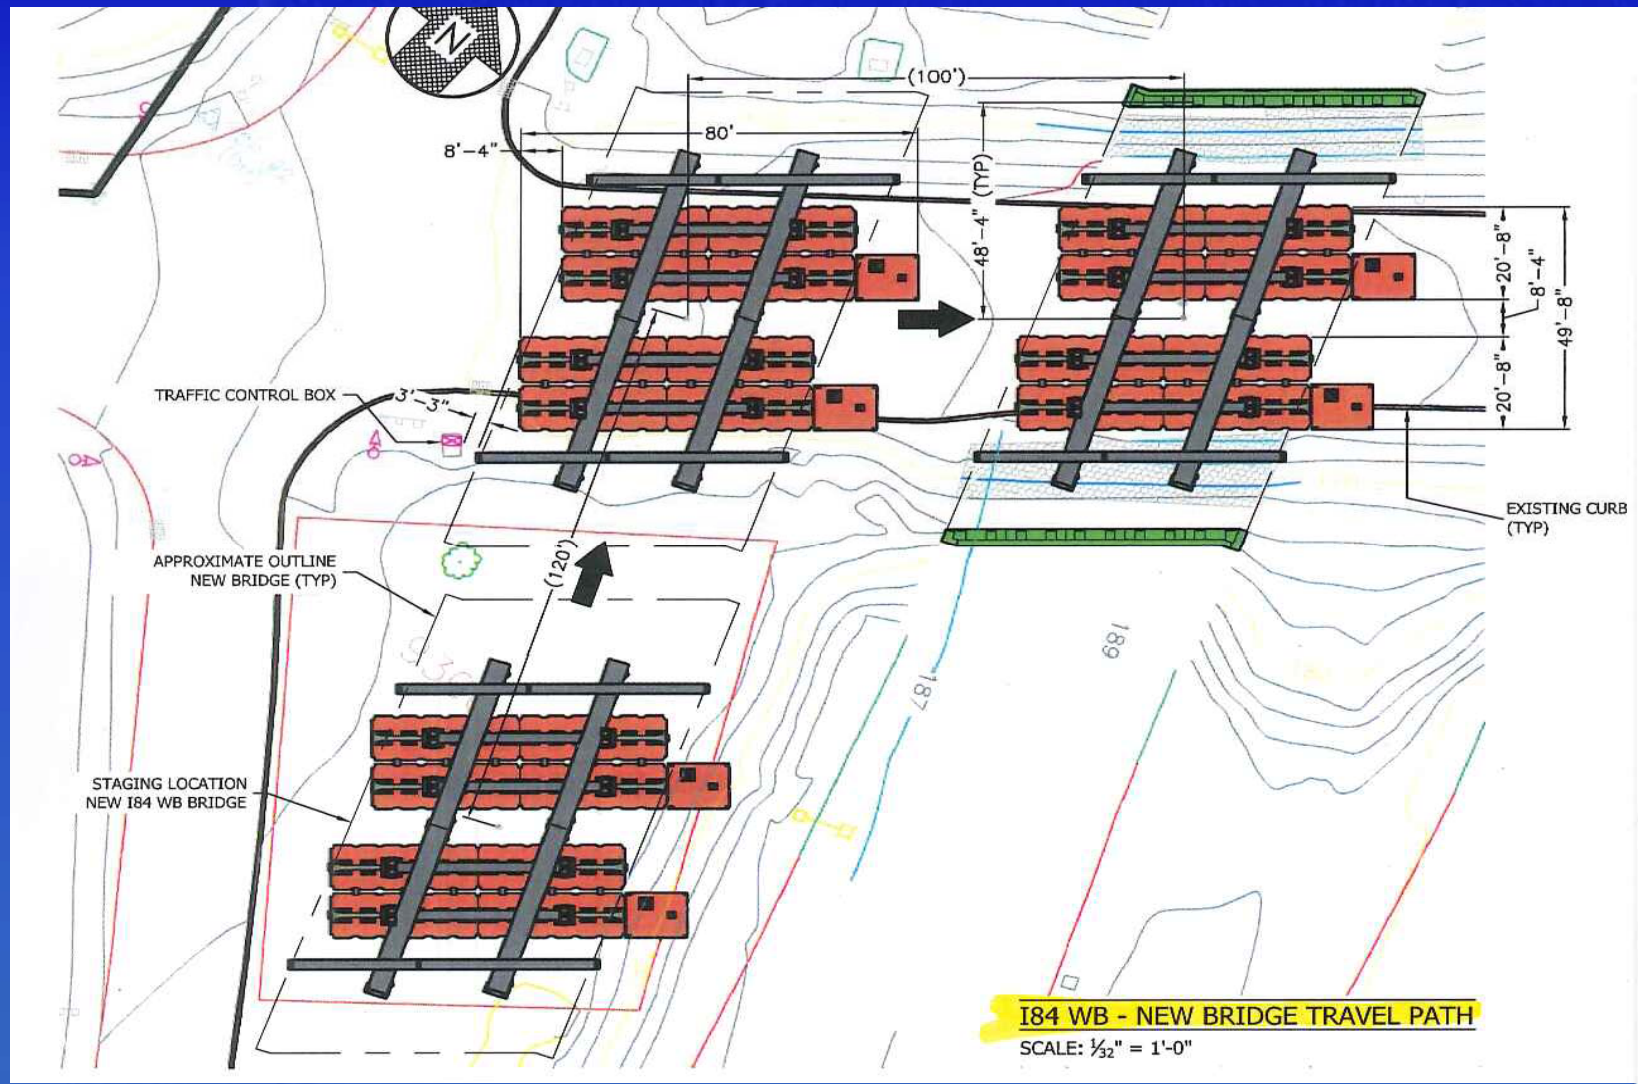 N
(100')
80'
8'-4"
48'-4" (TYP)
20'-8"
8'-4"
49'-8"
20'-8"
TRAFFIC CONTROL BOX
3'-3"
EXISTING CURB
(TYP)
APPROXIMATE OUTLINE
NEW BRIDGE (TYP)
(120')
189
187
STAGING LOCATION
NEW I84 WB BRIDGE
I84 WB - NEW BRIDGE TRAVEL PATH
SCALE: 1/32" = 1'-0"